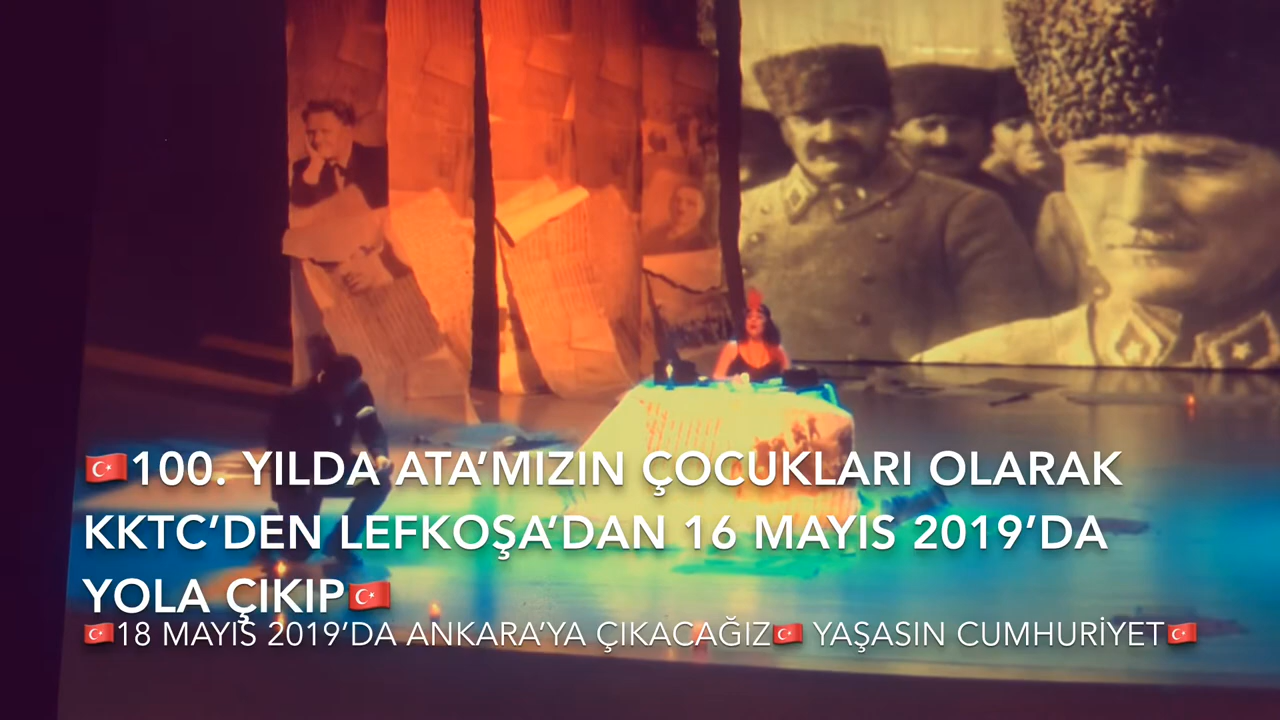 🇹🇷100. YILDA ATA‘MIZIN ÇOCUKLARI OLARAK
KKTC’DEN LEFKOŞA‘DAN 16 MAYIS 2019’DA
YOLA ÇIKIP🇹🇷
🇹🇷18 MAYIS 2019’DA ANKARA’YA ÇIKACAĞIZ🇹🇷 YAŞASIN CUMHURİYET🇹🇷